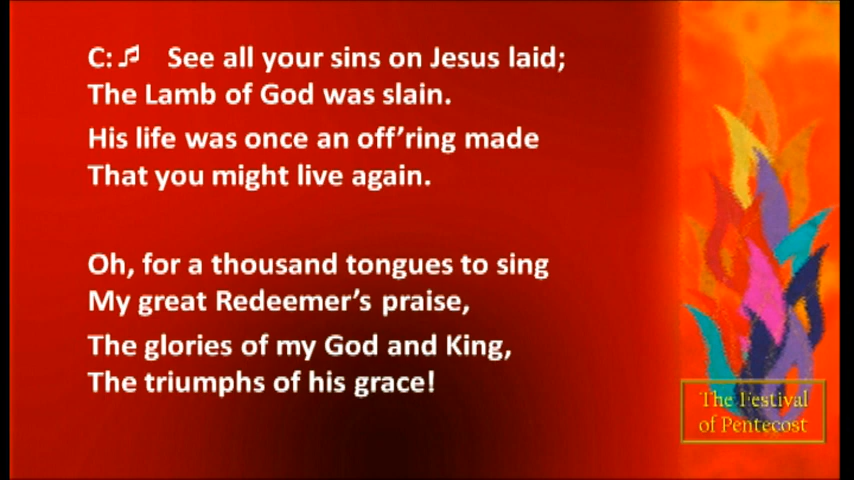 C:♫ See all your sins on Jesus laid;
The Lamb of God was slain.
His life was once an off’ring made
That you might live again.
Oh, for a thousand tongues to sing
My great Redeemer’s praise,
The glories of my God and King,
The triumphs of his grace!
The Festival
of Pentecost